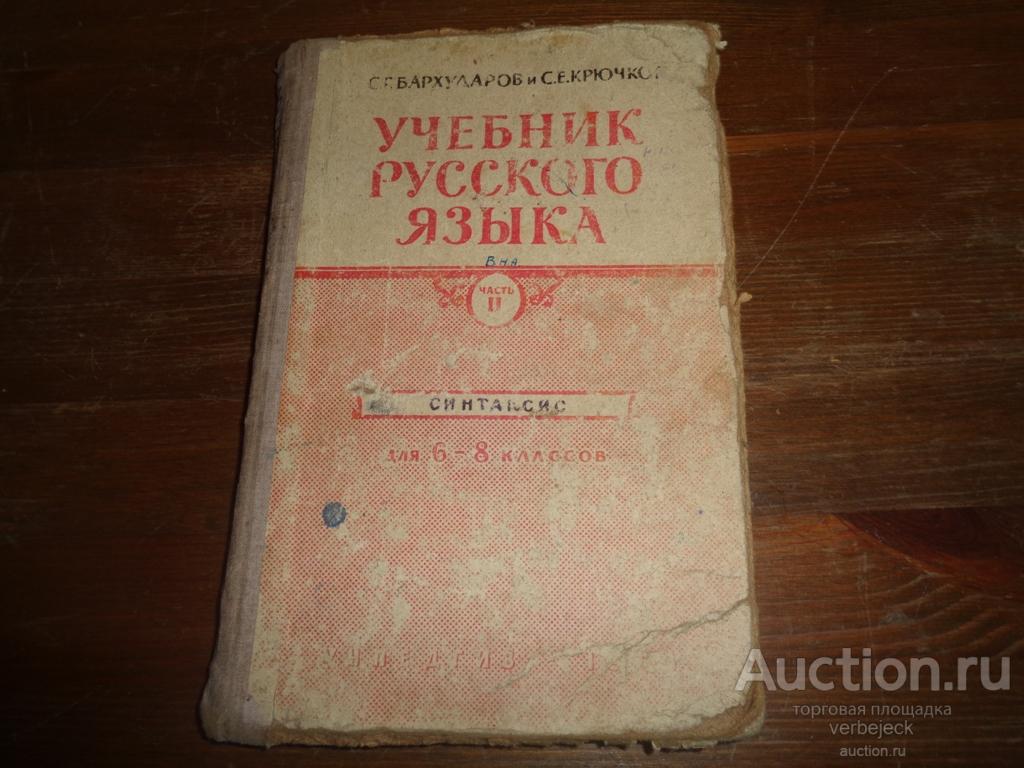 С.Г. БАРХУДАРОВ и С.Е. КРЮЧКОВ
УЧЕБНИК
РУССКОГО
ЯЗЫКА
В.н.а.
ЧАСТЬ
II
СИНТАКСИС
ДЛЯ 6-8 КЛАССОВ
УЧПЕДГИЗ
Auction.ru
торговая площадка
verbejeck
auction.ru